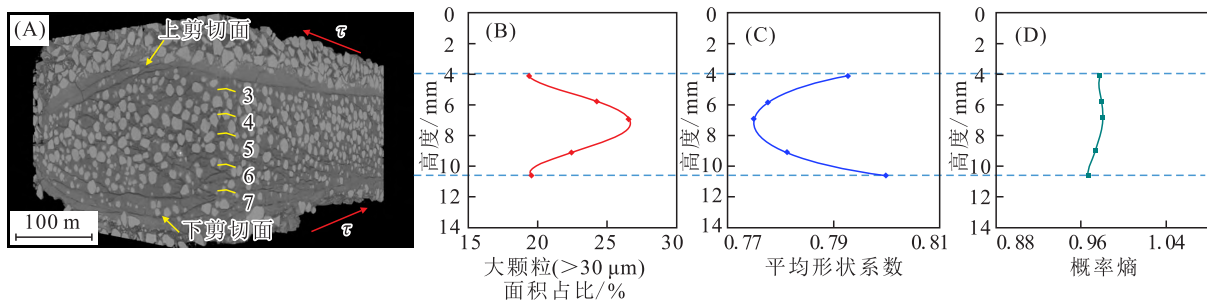 (A)
上剪切面
τ
3
4
5
6
7
下剪切面
τ
100 m
(B)
0
2
4
6
8
10
12
14
高度/mm
15
20
25
30
大颗粒(>30 μm)
面积占比/%
(C)
0
2
4
6
8
10
12
14
高度/mm
0.77
0.79
0.81
平均形状系数
(D)
0
2
4
6
8
10
12
14
高度/mm
0.88
0.96
1.04
概率熵